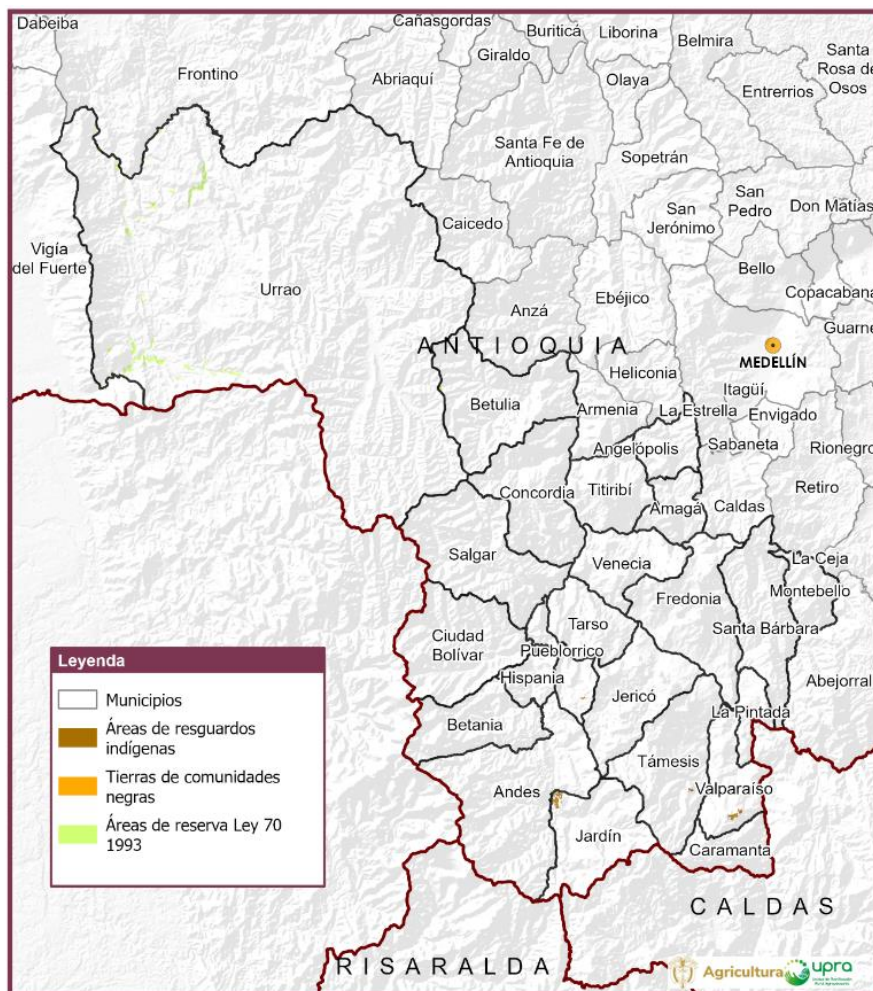 Dabeiba
Cañasgordas
Buriticá
Liborina
Belmira
Santa
Rosa de
Osos
Frontino
Giraldo
Abriaquí
Olaya
Entrerrios
Santa Fe de
Antioquia
Sopetrán
San
Pedro
Don Matías
Caicedo
San
Jerónimo
Vigía
del Fuerte
Bello
Copacabana
Urrao
Anzá
Ebéjico
Guarne
ANTIOQUIA
MEDELLÍN
Heliconia
Itagüí
Betulia
Armenia
La Estrella
Envigado
Angelópolis
Sabaneta
Rionegro
Concordia
Titiribí
Retiro
Amagá
Caldas
Salgar
Venecia
La Ceja
Montebello
Fredonia
Tarso
Santa Bárbara
Ciudad
Bolívar
Pueblorrico
Hispania
Jericó
Abejorral
Betania
La Pintada
Támesis
Andes
Valparaíso
Jardín
Caramanta
CALDAS
RISARALDA
Leyenda
Municipios
Áreas de resguardos
indígenas
Tierras de comunidades
negras
Áreas de reserva Ley 70
1993
Agricultura
upra